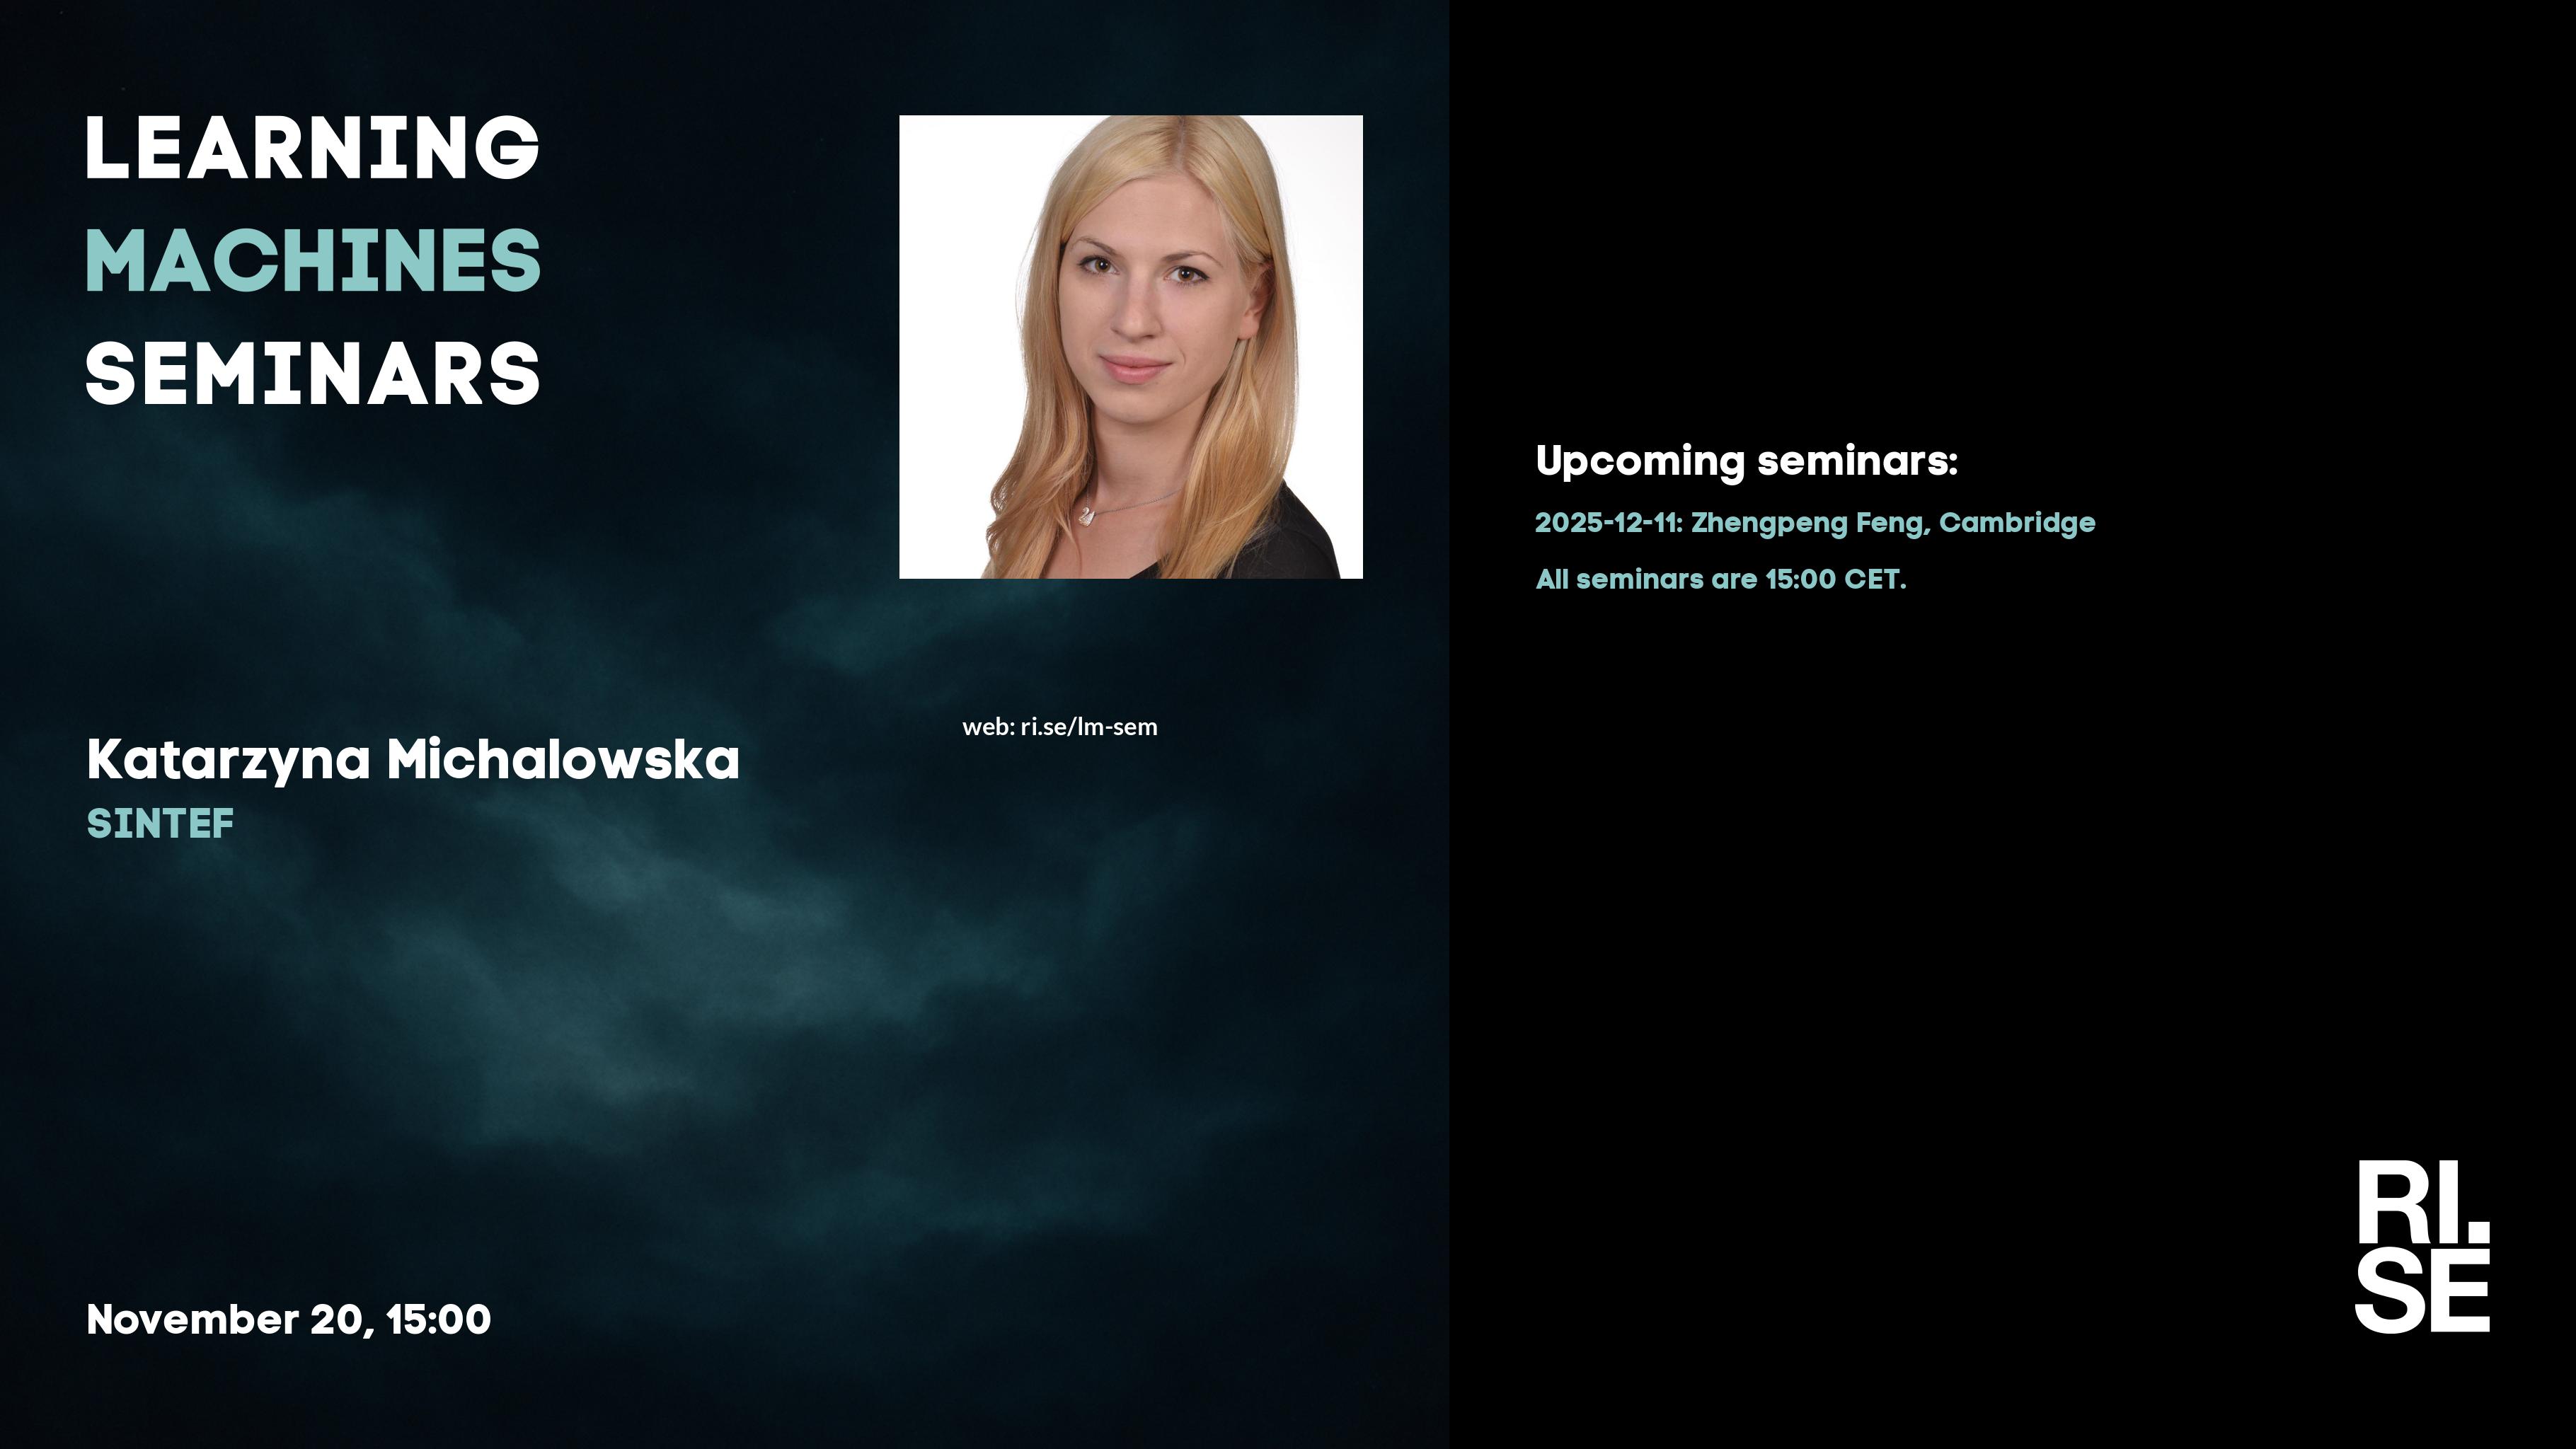 LEARNING
MACHINES
SEMINARS
Katarzyna Michalowska
SINTEF
web: ri.se/lm-sem
November 20, 15:00
Upcoming seminars:
2025-12-11: Zhengpeng Feng, Cambridge
All seminars are 15:00 CET.
RI.
SE